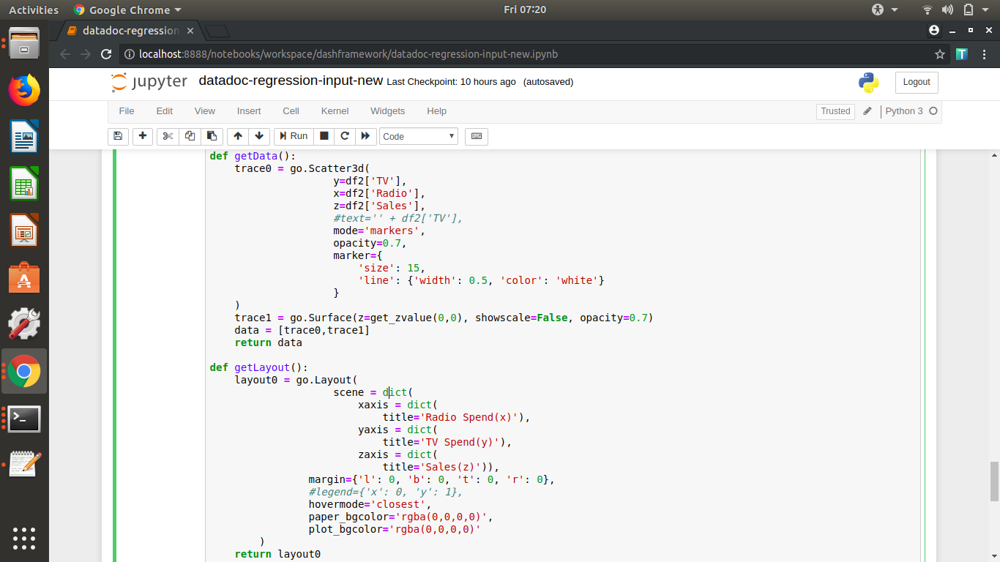 Activities Google Chrome Fri 07:20
datadoc-regression
localhost:8888/notebooks/workspace/dashframework/datadoc-regression-input-new.ipynb
jupyter datadoc-regression-input-new Last Checkpoint: 10 hours ago (autosaved) Logout
File Edit View Insert Cell Kernel Widgets Help Trusted Python 3
Run Code
def getData():
    trace0 = go.Scatter3d(
                    y=df2['TV'],
                    x=df2['Radio'],
                    z=df2['Sales'],
                    #text='' + df2['TV'],
                    mode='markers',
                    opacity=0.7,
                    marker={
                        'size': 15,
                        'line': {'width': 0.5, 'color': 'white'}
                    }
    )
    trace1 = go.Surface(z=get_zvalue(0,0), showscale=False, opacity=0.7)
    data = [trace0,trace1]
    return data
def getLayout():
    layout0 = go.Layout(
                    scene = dict(
                        xaxis = dict(
                            title='Radio Spend(x)'),
                        yaxis = dict(
                            title='TV Spend(y)'),
                        zaxis = dict(
                            title='Sales(z)')),
                margin={'l': 0, 'b': 0, 't': 0, 'r': 0},
                #legend={'x': 0, 'y': 1},
                hovermode='closest',
                paper_bgcolor='rgba(0,0,0,0)',
                plot_bgcolor='rgba(0,0,0,0)'
        )
    return layout0